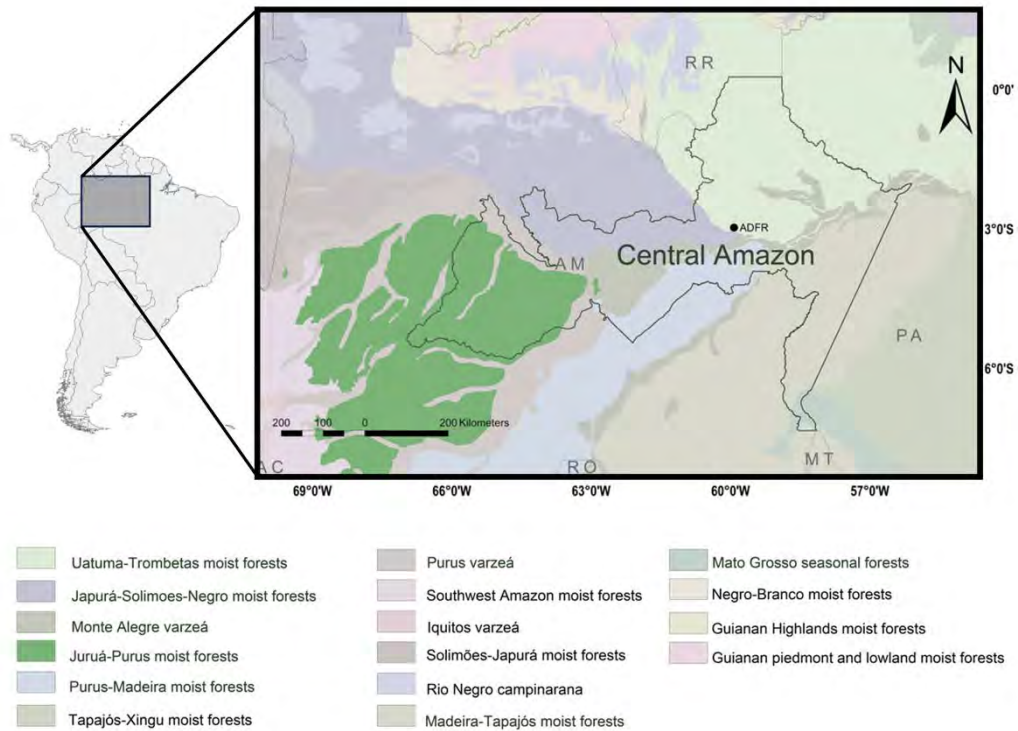 RR
N
0°0'
ADFR
3°0'S
Central Amazon
AM
PA
6°0'S
200 100 0 200 Kilometers
AC
RO
MT
69°0'W 66°0'W 63°0'W 60°0'W 57°0'W
Uatuma-Trombetas moist forests
Japurá-Solimoes-Negro moist forests
Monte Alegre varzeá
Juruá-Purus moist forests
Purus-Madeira moist forests
Tapajós-Xingu moist forests
Purus varzeá
Southwest Amazon moist forests
Iquitos varzeá
Solimões-Japurá moist forests
Rio Negro campinarana
Madeira-Tapajós moist forests
Mato Grosso seasonal forests
Negro-Branco moist forests
Guianan Highlands moist forests
Guianan piedmont and lowland moist forests